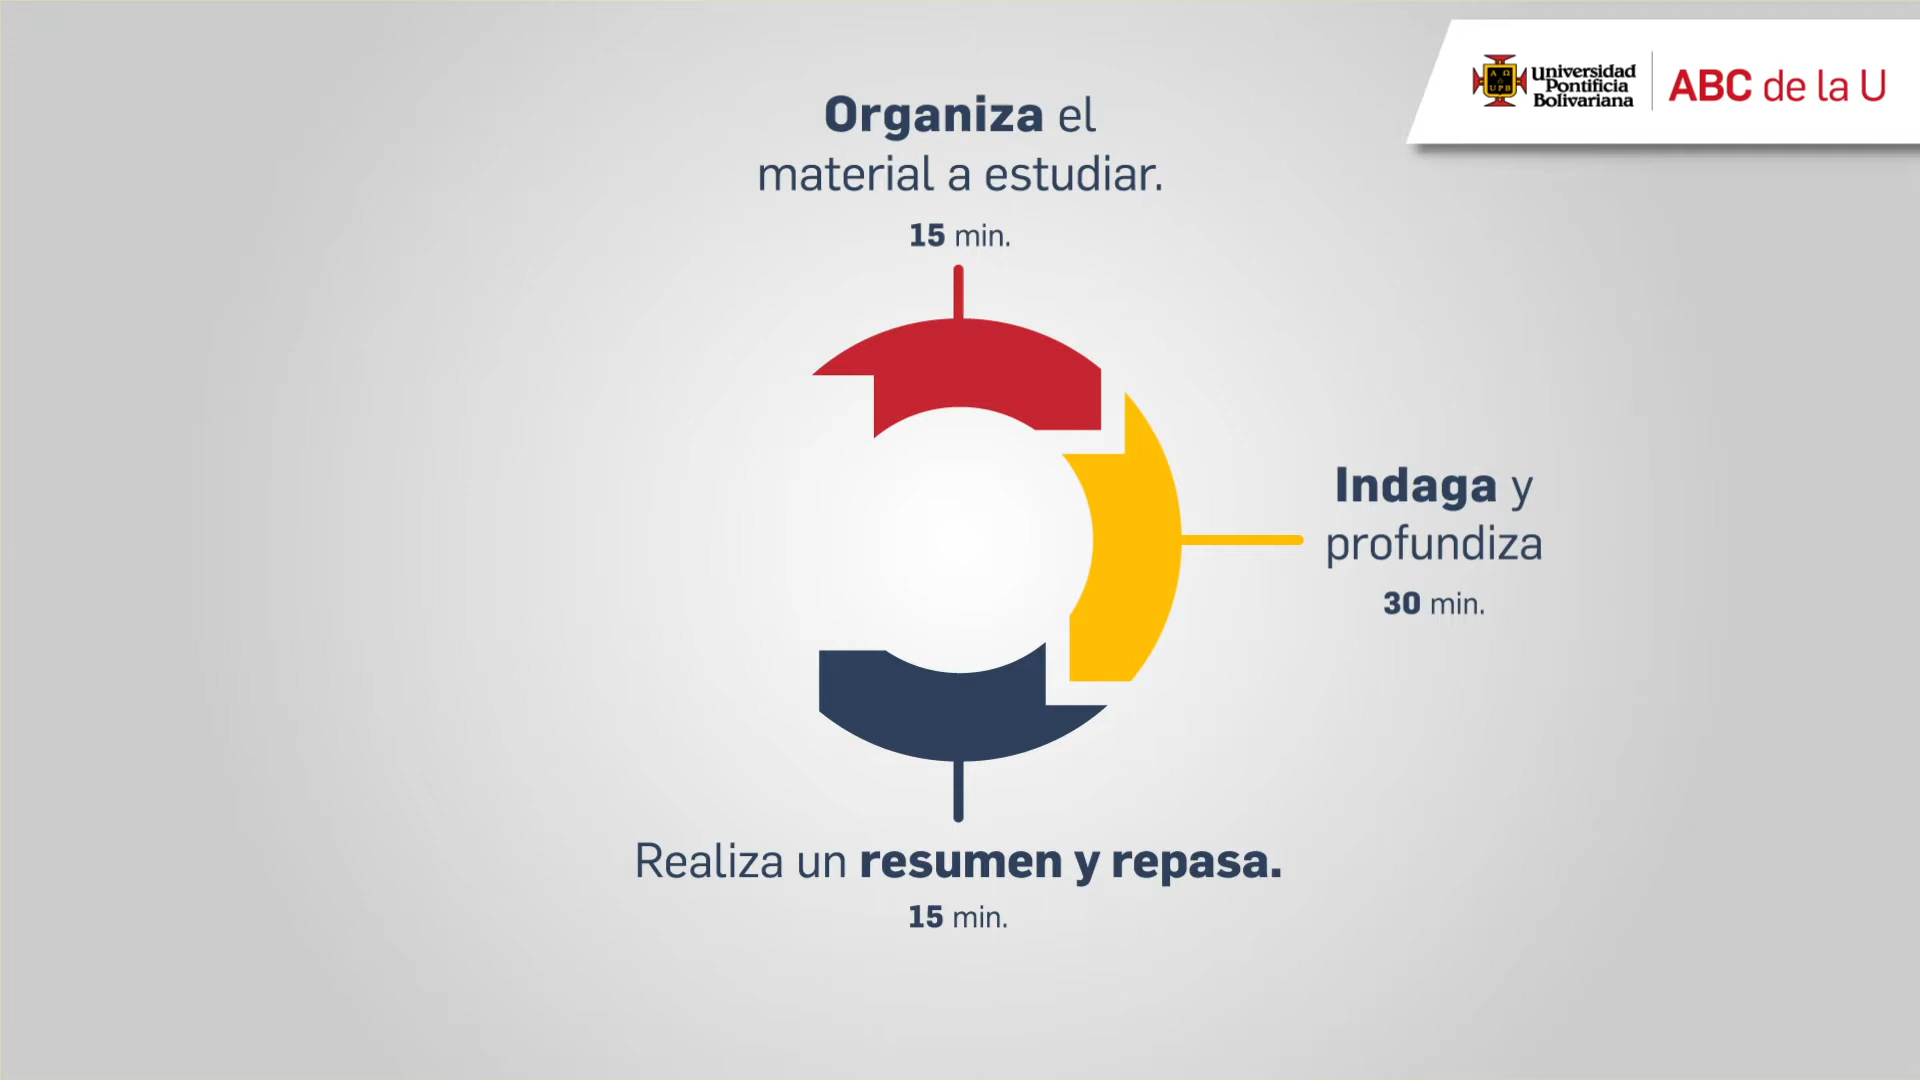 Universidad
Pontificia
Bolivariana
ABC de la U
A Ω
UPB
Organiza el
material a estudiar.
15 min.
Indaga y
profundiza
30 min.
Realiza un resumen y repasa.
15 min.